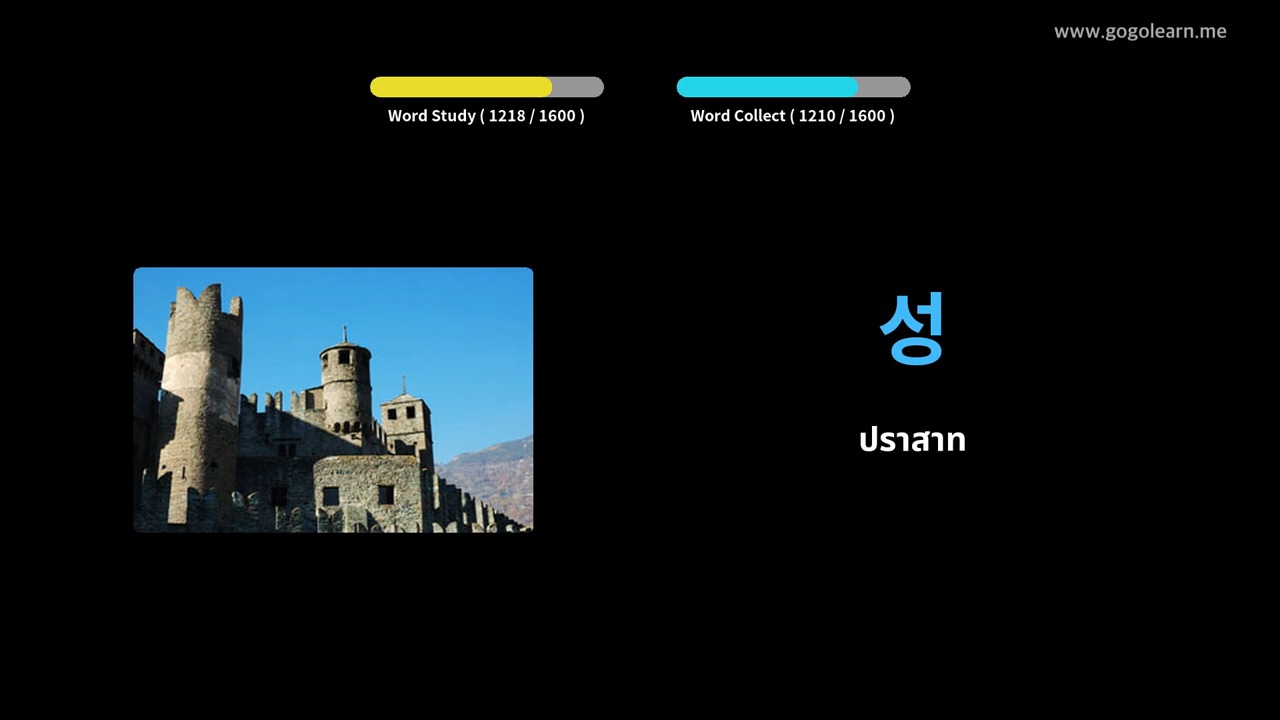 www.gogolearn.me
Word Study ( 1218 / 1600 )
Word Collect ( 1210 / 1600 )
성
ปราสาท